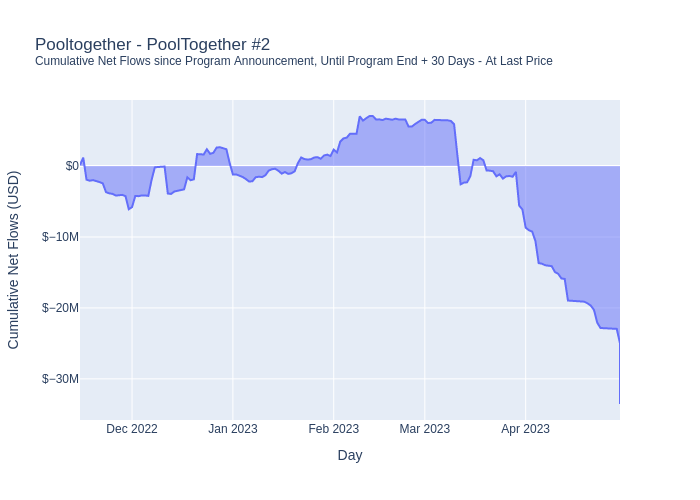 Pooltogether - PoolTogether #2
Cumulative Net Flows since Program Announcement, Until Program End + 30 Days - At Last Price
Cumulative Net Flows (USD)
$0
$−10M
$−20M
$−30M
Dec 2022
Jan 2023
Feb 2023
Mar 2023
Apr 2023
Day